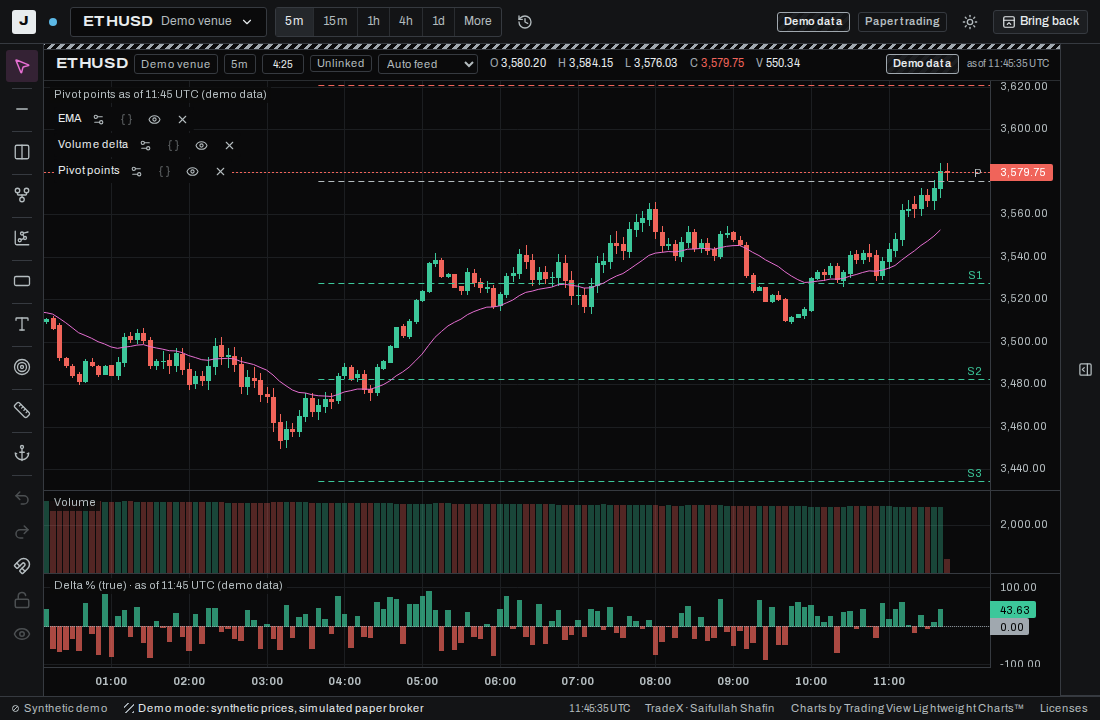 J ETHUSD Demo venue 5m 15m 1h 4h 1d More Demo data Paper trading Bring back
ETHUSD Demo venue 5m 4:25 Unlinked Auto feed O 3,580.20 H 3,584.15 L 3,576.03 C 3,579.75 V 550.34 Demo data as of 11:45:35 UTC
Pivot points as of 11:45 UTC (demo data)
3,620.00
EMA
3,600.00
Volume delta
Pivot points
P 3,579.75
3,560.00
3,540.00
S1
3,520.00
3,500.00
S2
3,480.00
3,460.00
3,440.00
S3
Volume
2,000.00
Delta % (true) · as of 11:45 UTC (demo data)
100.00
43.63
0.00
-100.00
01:00 02:00 03:00 04:00 05:00 06:00 07:00 08:00 09:00 10:00 11:00
Synthetic demo Demo mode: synthetic prices, simulated paper broker 11:45:35 UTC TradeX · Saifullah Shafin Charts by TradingView Lightweight Charts™ Licenses